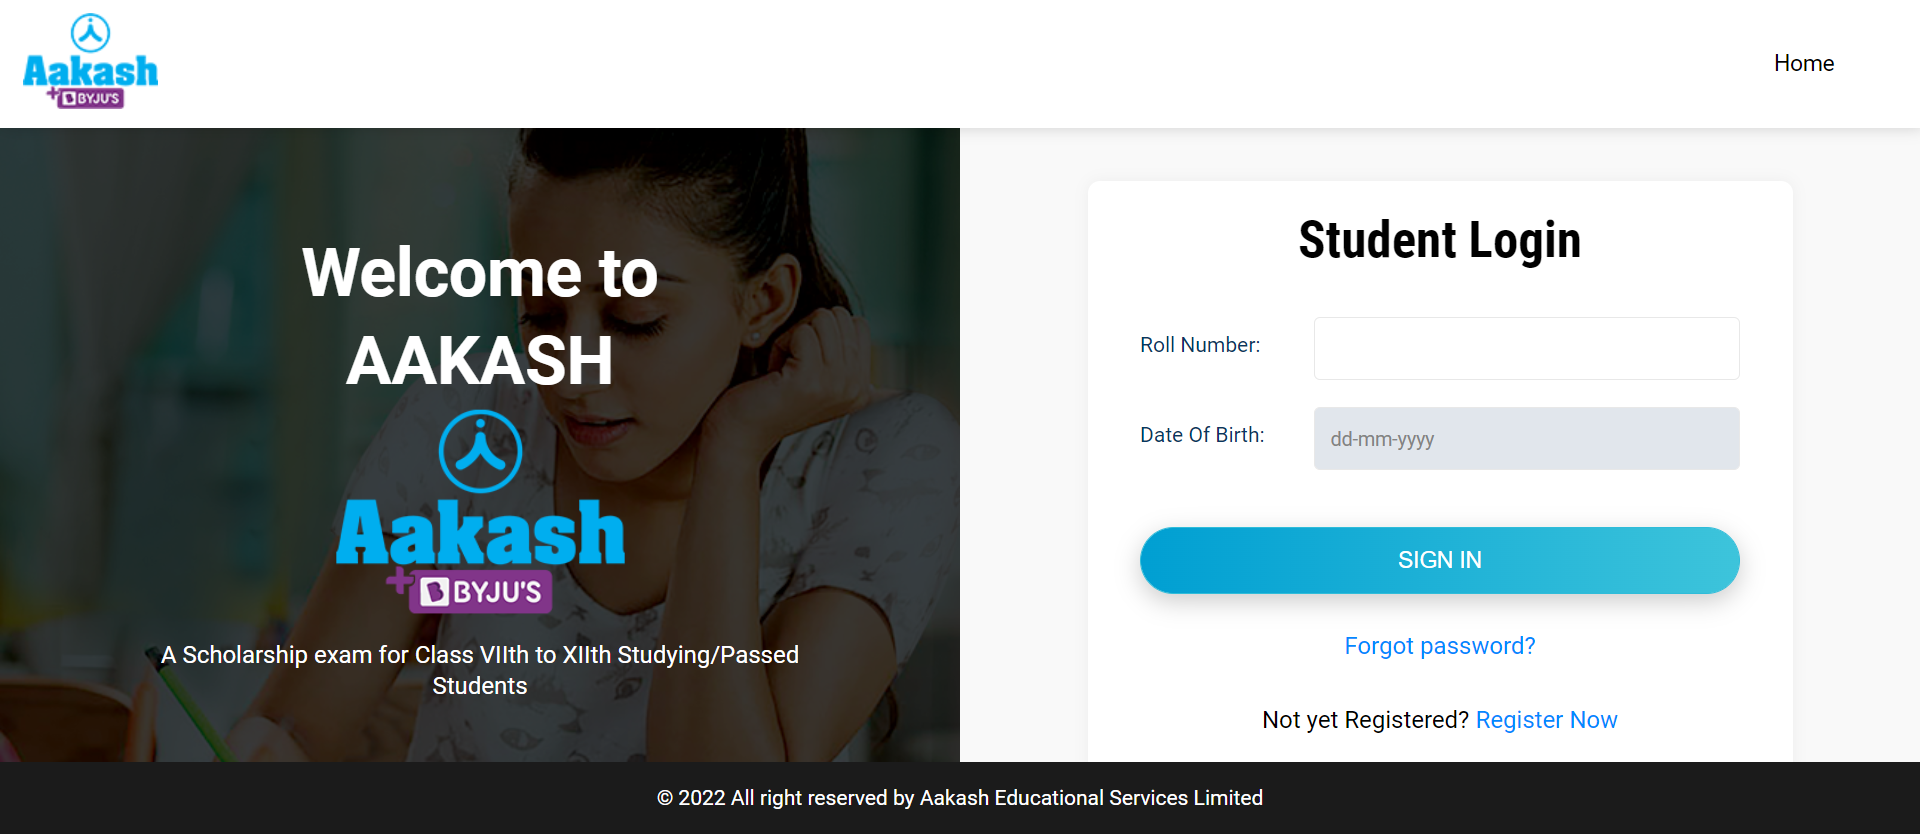 Aakash
+ BYJU'S
Home
Welcome to
AAKASH
Aakash
+ BYJU'S
A Scholarship exam for Class VIIth to XIIth Studying/Passed
Students
Student Login
Roll Number:
Date Of Birth:
dd-mm-yyyy
SIGN IN
Forgot password?
Not yet Registered? Register Now
© 2022 All right reserved by Aakash Educational Services Limited